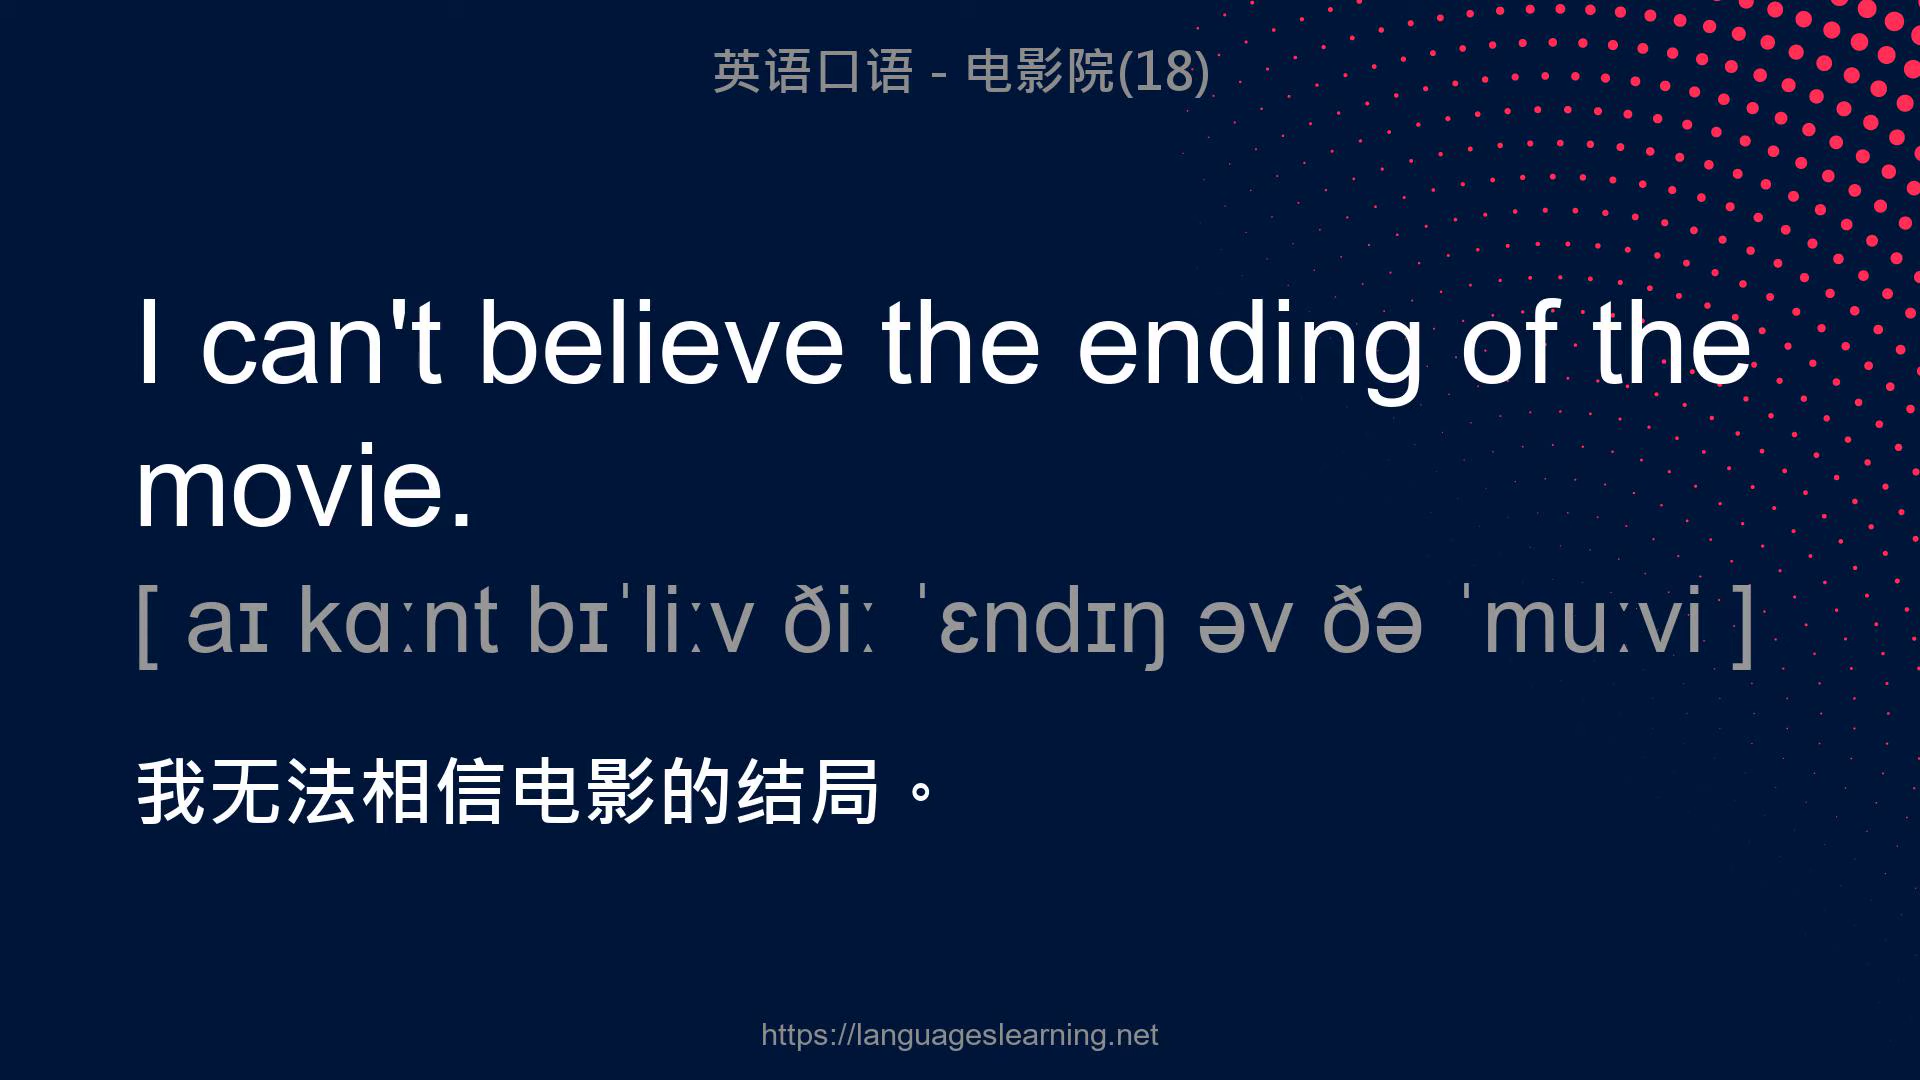 英语口语 - 电影院(18)
I can't believe the ending of the
movie.
[ aɪ kɑːnt bɪˈliːv ðiː ˈɛndɪŋ əv ðə ˈmuːvi ]
我无法相信电影的结局。
https://languageslearning.net